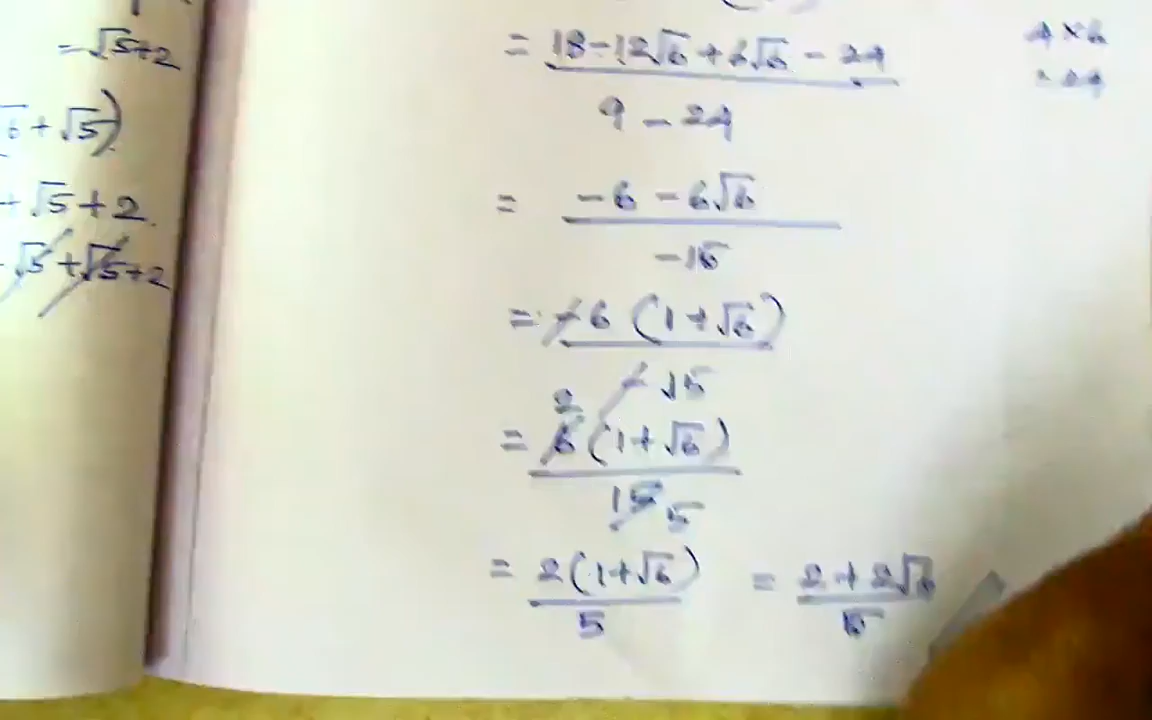 = √5+2
+ √5)
+ √5 + 2
- √5 + √5 + 2
4 × 6
= 24
= 18 - 12√6 + 6√6 - 24
9 - 24
= -6 - 6√6
-15
= -6 (1 + √6)
-15
2
= 6 (1 + √6)
15 5
= 2(1+√6) = 2 + 2√6
5 5